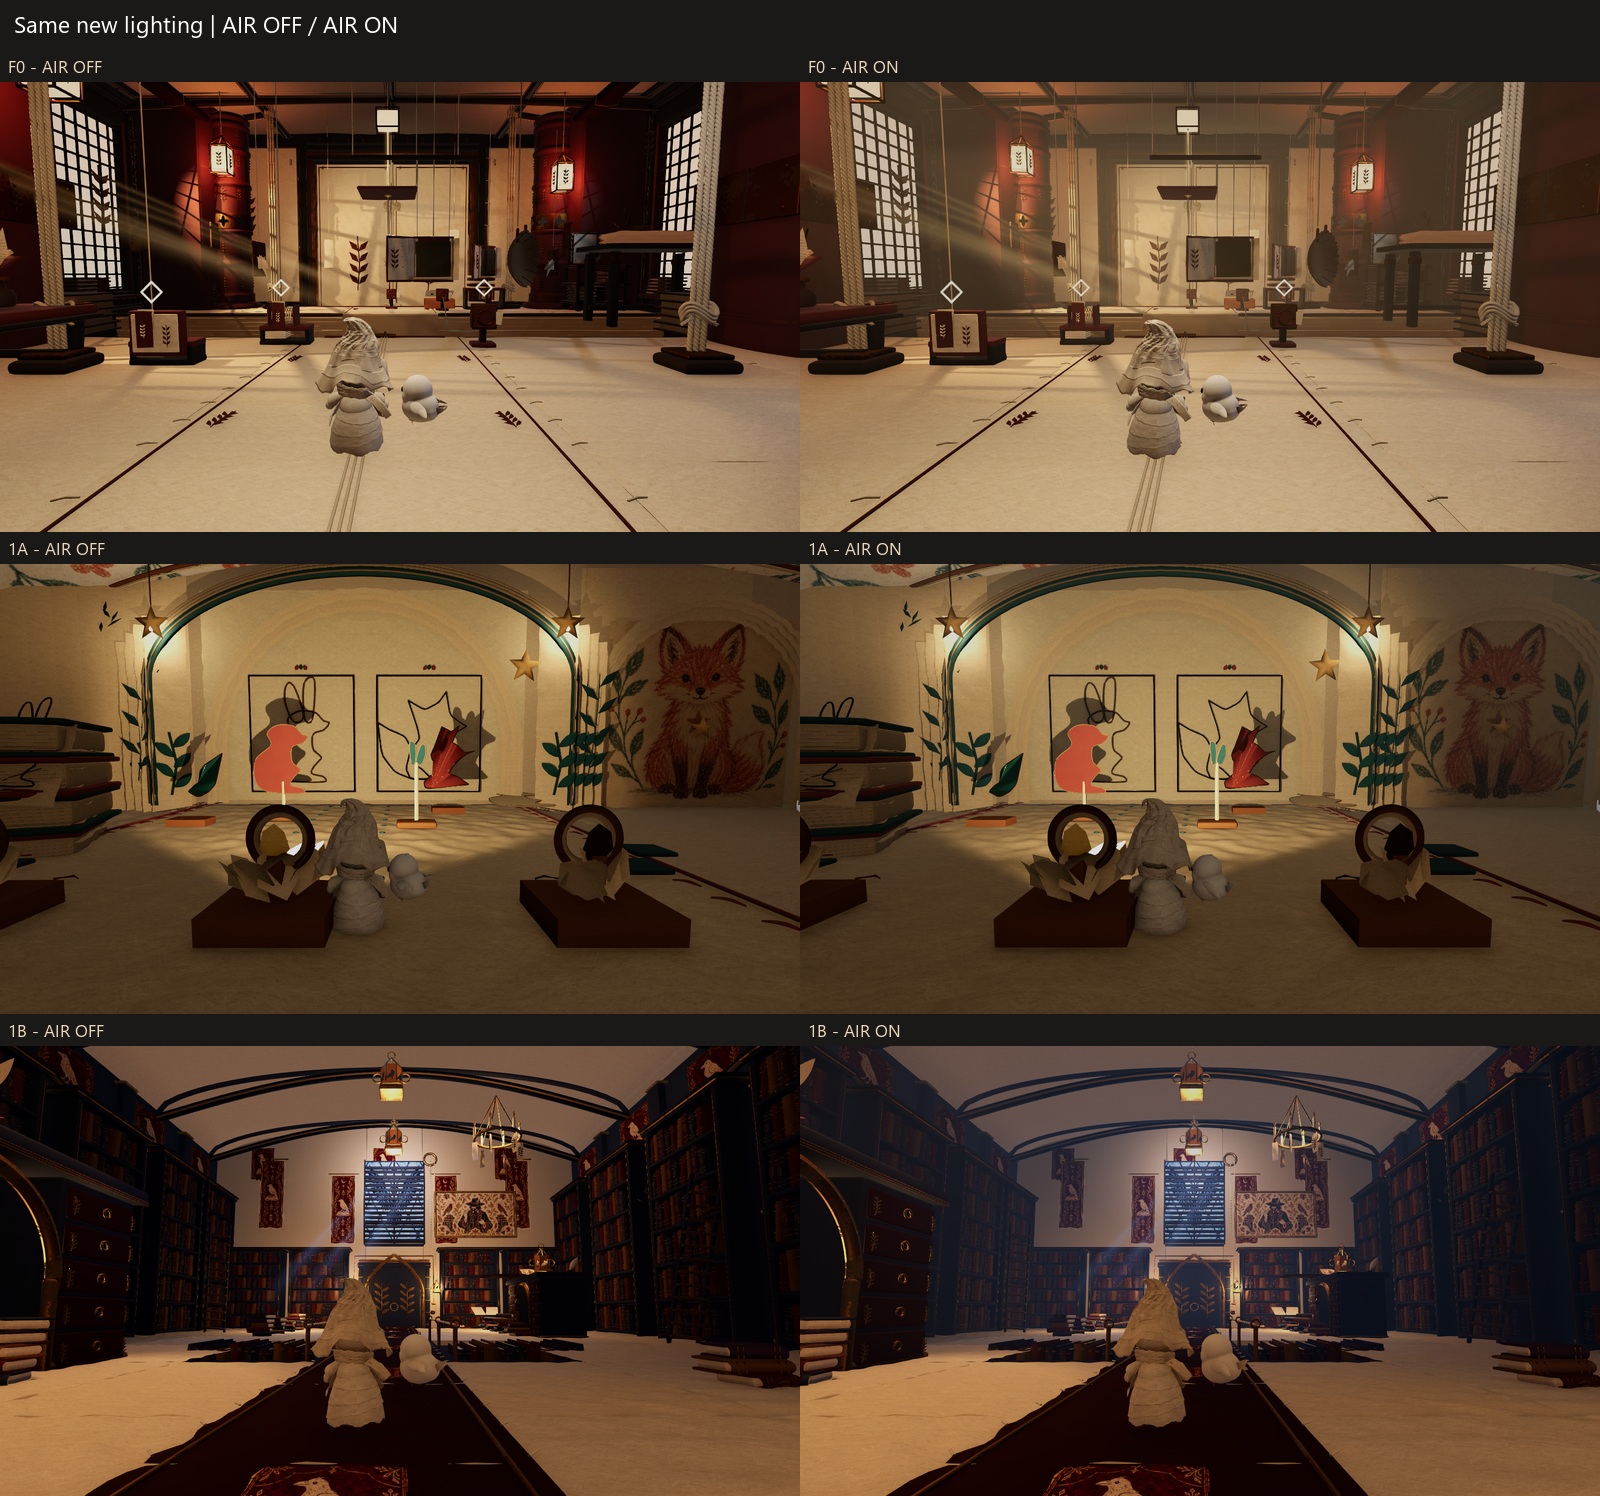 Same new lighting | AIR OFF / AIR ON
F0 - AIR OFF
F0 - AIR ON
1A - AIR OFF
1A - AIR ON
1B - AIR OFF
1B - AIR ON